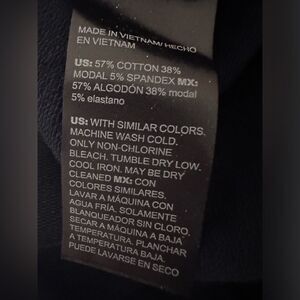 MADE IN VIETNAM/HECHO
EN VIETNAM
US: 57% COTTON 38%
MODAL 5% SPANDEX MX:
57% ALGODÓN 38% modal
5% elastano
US: WITH SIMILAR COLORS.
MACHINE WASH COLD.
ONLY NON-CHLORINE
BLEACH. TUMBLE DRY LOW.
COOL IRON. MAY BE DRY
CLEANED MX: CON
COLORES SIMILARES.
LAVAR A MÁQUINA CON
AGUA FRÍA. SOLAMENTE
BLANQUEADOR SIN CLORO.
SECAR A MÁQUINA A BAJA
TEMPERATURA. PLANCHAR
A TEMPERATURA BAJA.
PUEDE LAVARSE EN SECO